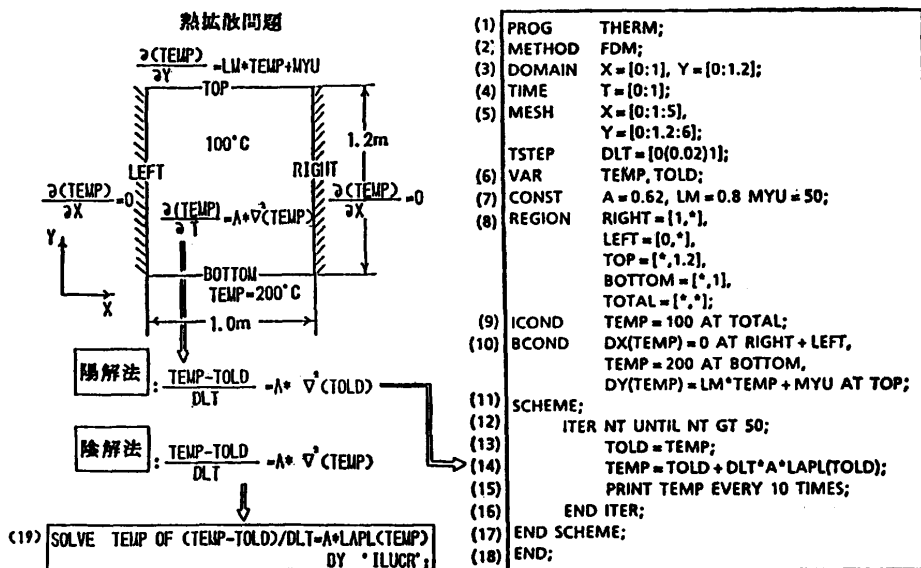 熱拡散問題
∂(TEMP)/∂Y =LM*TEMP+MYU
TOP
100°C
1.2m
LEFT
RIGHT
∂(TEMP)/∂X =0
∂(TEMP)/∂X =0
∂(TEMP)/∂T =A*∇²(TEMP)
Y
X
BOTTOM
TEMP=200°C
1.0m
陽解法 : (TEMP-TOLD)/DLT =A* ∇²(TOLD)
陰解法 : (TEMP-TOLD)/DLT =A* ∇²(TEMP)
(19) SOLVE TEMP OF (TEMP-TOLD)/DLT=A*LAPL(TEMP)
BY 'ILUCR';
(1) PROG THERM;
(2) METHOD FDM;
(3) DOMAIN X=[0:1], Y=[0:1.2];
(4) TIME T=[0:1];
(5) MESH X=[0:1:5],
Y=[0:1.2:6];
TSTEP DLT=[0(0.02)1];
(6) VAR TEMP, TOLD;
(7) CONST A=0.62, LM=0.8 MYU=50;
(8) REGION RIGHT=[1,*],
LEFT=[0,*],
TOP=[*,1.2],
BOTTOM=[*,1],
TOTAL=[*,*];
(9) ICOND TEMP=100 AT TOTAL;
(10) BCOND DX(TEMP)=0 AT RIGHT+LEFT,
TEMP=200 AT BOTTOM,
DY(TEMP)=LM*TEMP+MYU AT TOP;
(11) SCHEME;
(12) ITER NT UNTIL NT GT 50;
(13) TOLD=TEMP;
(14) TEMP=TOLD+DLT*A*LAPL(TOLD);
(15) PRINT TEMP EVERY 10 TIMES;
(16) END ITER;
(17) END SCHEME;
(18) END;